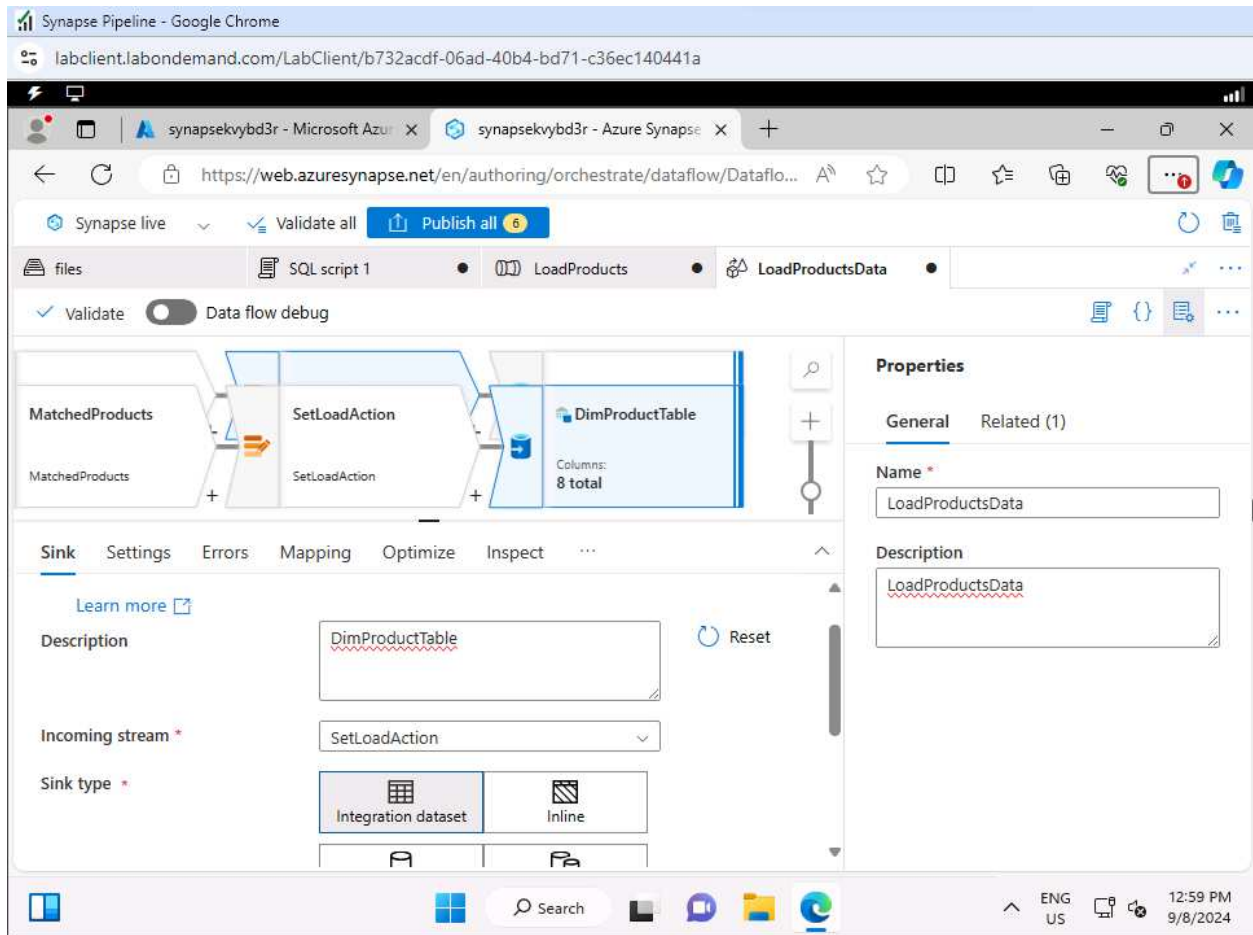 Synapse Pipeline - Google Chrome
labclient.labondemand.com/LabClient/b732acdf-06ad-40b4-bd71-c36ec140441a
synapsekvybd3r - Microsoft Azur
synapsekvybd3r - Azure Synapse
https://web.azuresynapse.net/en/authoring/orchestrate/dataflow/Dataflo...
Synapse live
Validate all
Publish all 6
files
SQL script 1
LoadProducts
LoadProductsData
Validate
Data flow debug
MatchedProducts
MatchedProducts
SetLoadAction
SetLoadAction
DimProductTable
Columns:
8 total
Properties
General Related (1)
Name *
LoadProductsData
Description
LoadProductsData
Sink Settings Errors Mapping Optimize Inspect ...
Learn more
Description
DimProductTable
Reset
Incoming stream *
SetLoadAction
Sink type *
Integration dataset
Inline
Search
ENG
US
12:59 PM
9/8/2024